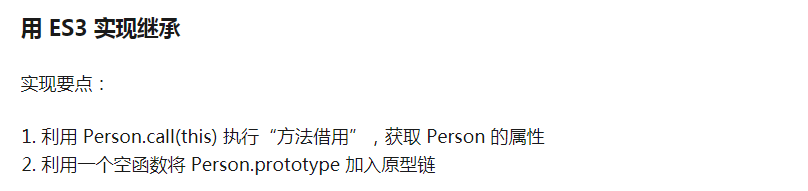 用 ES3 实现继承
实现要点：
1. 利用 Person.call(this) 执行“方法借用”，获取 Person 的属性
2. 利用一个空函数将 Person.prototype 加入原型链